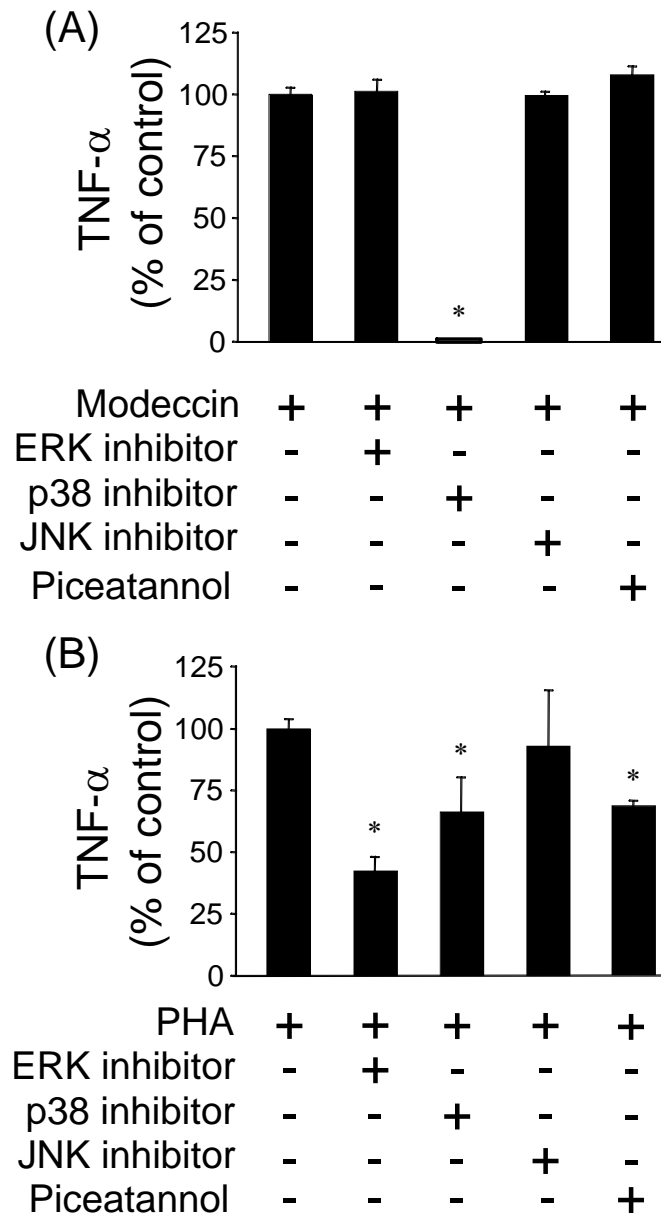 (A)
TNF-α
(% of control)
125
100
75
50
25
0
*
Modeccin + + + + +
ERK inhibitor - + - - -
p38 inhibitor - - + - -
JNK inhibitor - - - + -
Piceatannol - - - - +
(B)
TNF-α
(% of control)
125
100
75
50
25
0
* * *
PHA + + + + +
ERK inhibitor - + - - -
p38 inhibitor - - + - -
JNK inhibitor - - - + -
Piceatannol - - - - +